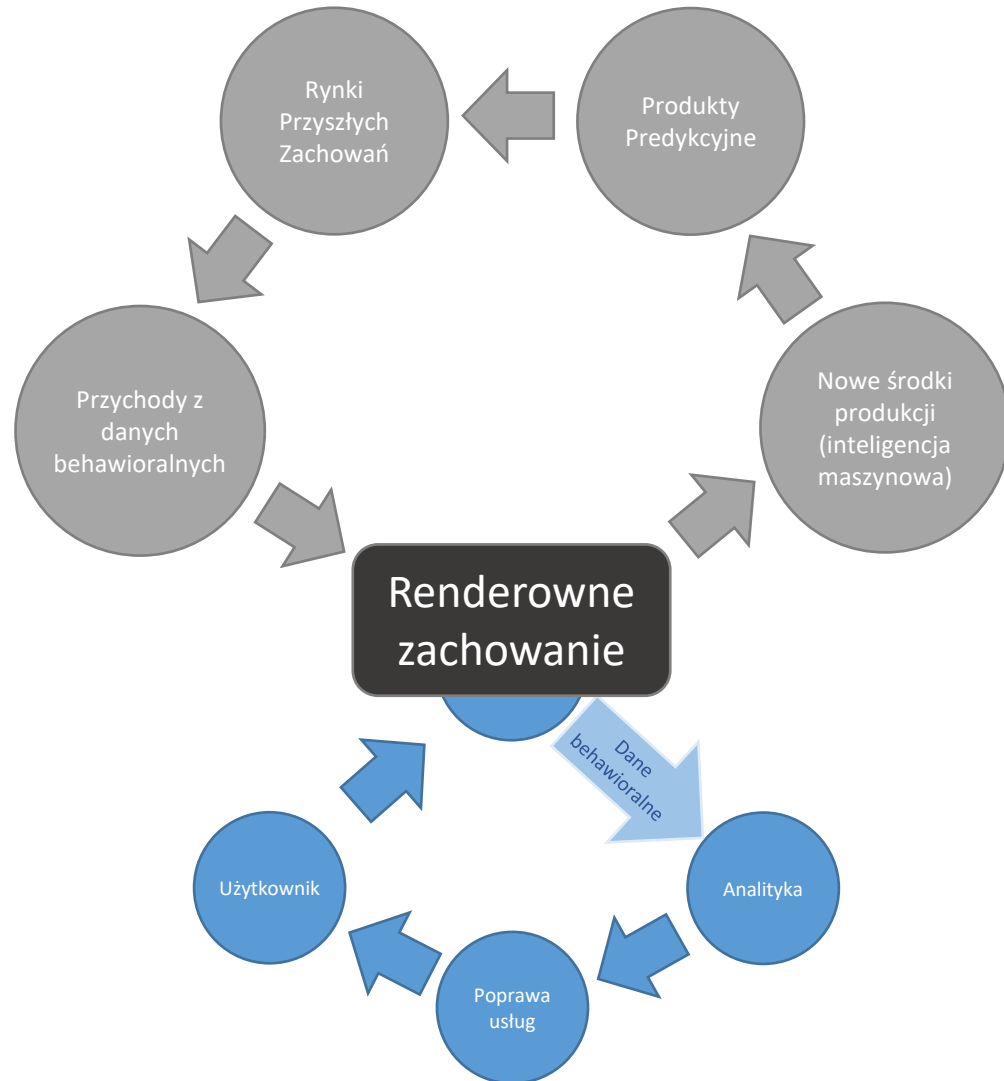 Rynki
Przyszłych
Zachowań
Produkty
Predykcyjne
Przychody z
danych
behawioralnych
Nowe środki
produkcji
(inteligencja
maszynowa)
Renderowne
zachowanie
Dane
behawioralne
Użytkownik
Analityka
Poprawa
usług